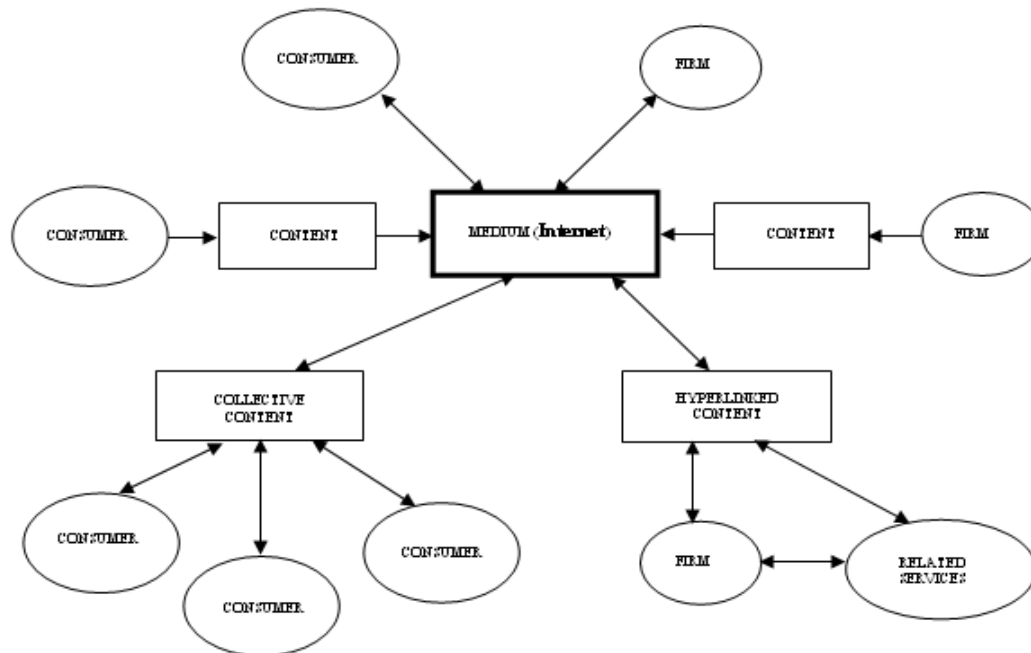 CONSUMER
FIRM
CONSUMER
CONTENT
MEDIUM (Internet)
CONTENT
FIRM
COLLECTIVE
CONTENT
HYPERLINKED
CONTENT
CONSUMER
CONSUMER
CONSUMER
FIRM
RELATED
SERVICES